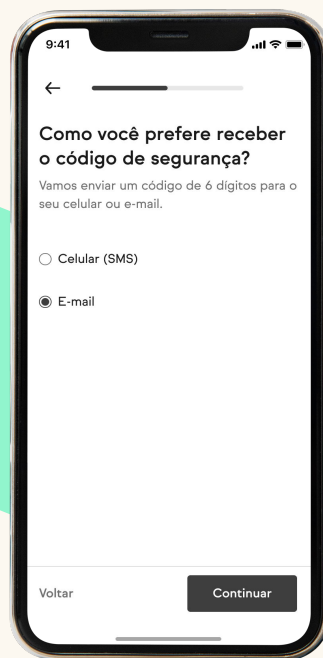 9:41
Como você prefere receber
o código de segurança?
Vamos enviar um código de 6 dígitos para o
seu celular ou e-mail.
Celular (SMS)
E-mail
Voltar
Continuar